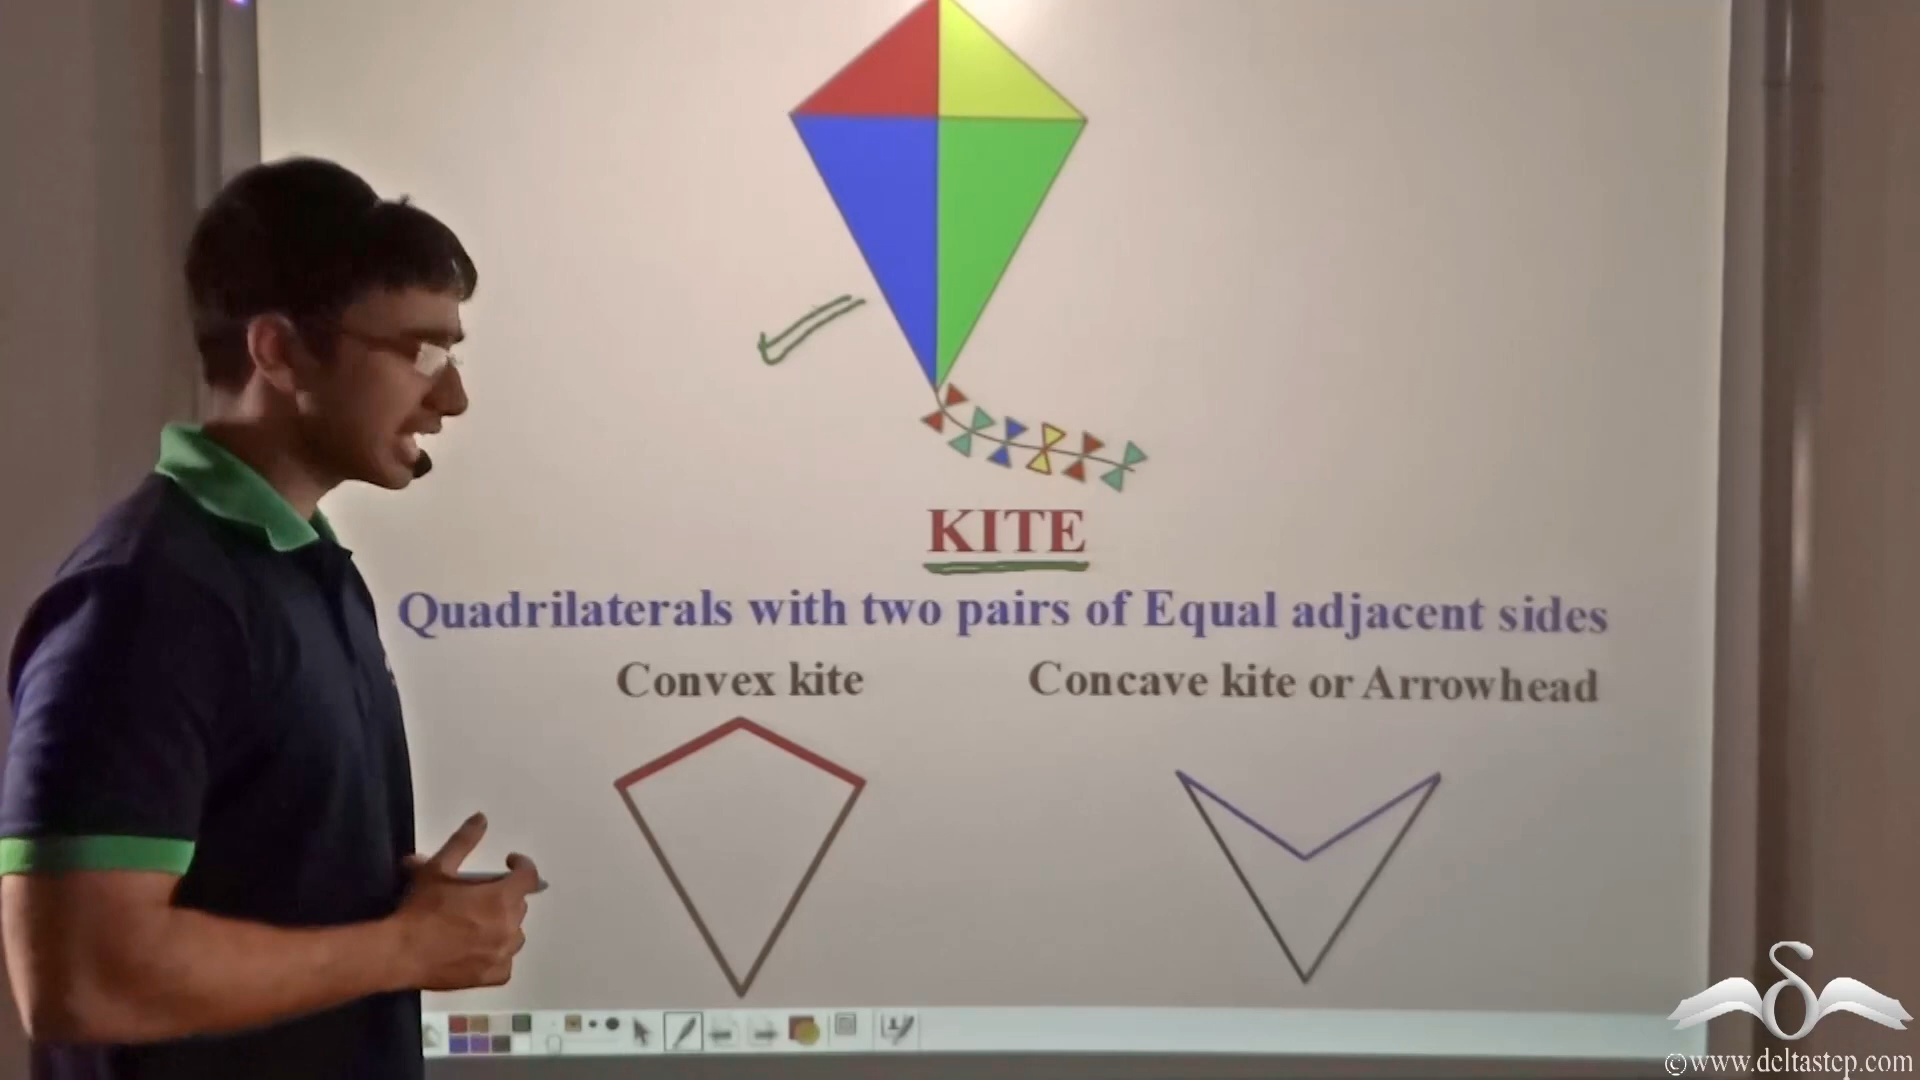 KITE
Quadrilaterals with two pairs of Equal adjacent sides
Convex kite
Concave kite or Arrowhead
©www.deltastep.com